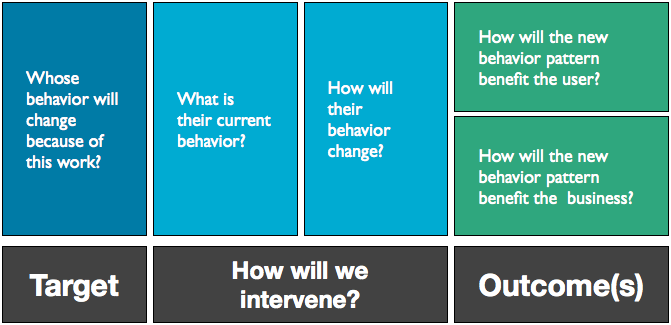 Whose
behavior will
change
because of
this work?
What is
their current
behavior?
How will
their
behavior
change?
How will the new
behavior pattern
benefit the user?
How will the new
behavior pattern
benefit the  business?
Target
How will we
intervene?
Outcome(s)